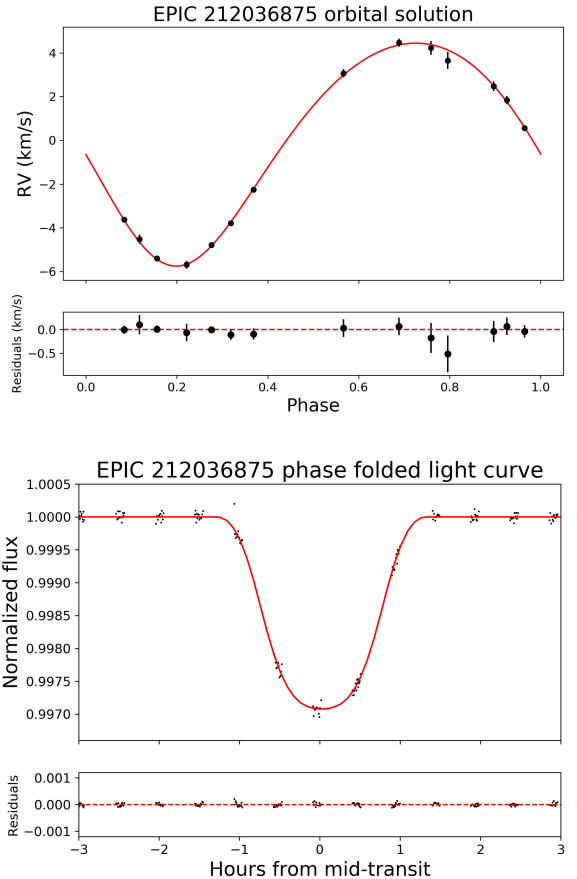 EPIC 212036875 orbital solution
4
2
0
−2
−4
−6
RV (km/s)
0.0
−0.5
Residuals (km/s)
0.0 0.2 0.4 0.6 0.8 1.0
Phase
EPIC 212036875 phase folded light curve
1.0005
1.0000
0.9995
0.9990
0.9985
0.9980
0.9975
0.9970
Normalized flux
0.001
0.000
−0.001
Residuals
−3 −2 −1 0 1 2 3
Hours from mid-transit